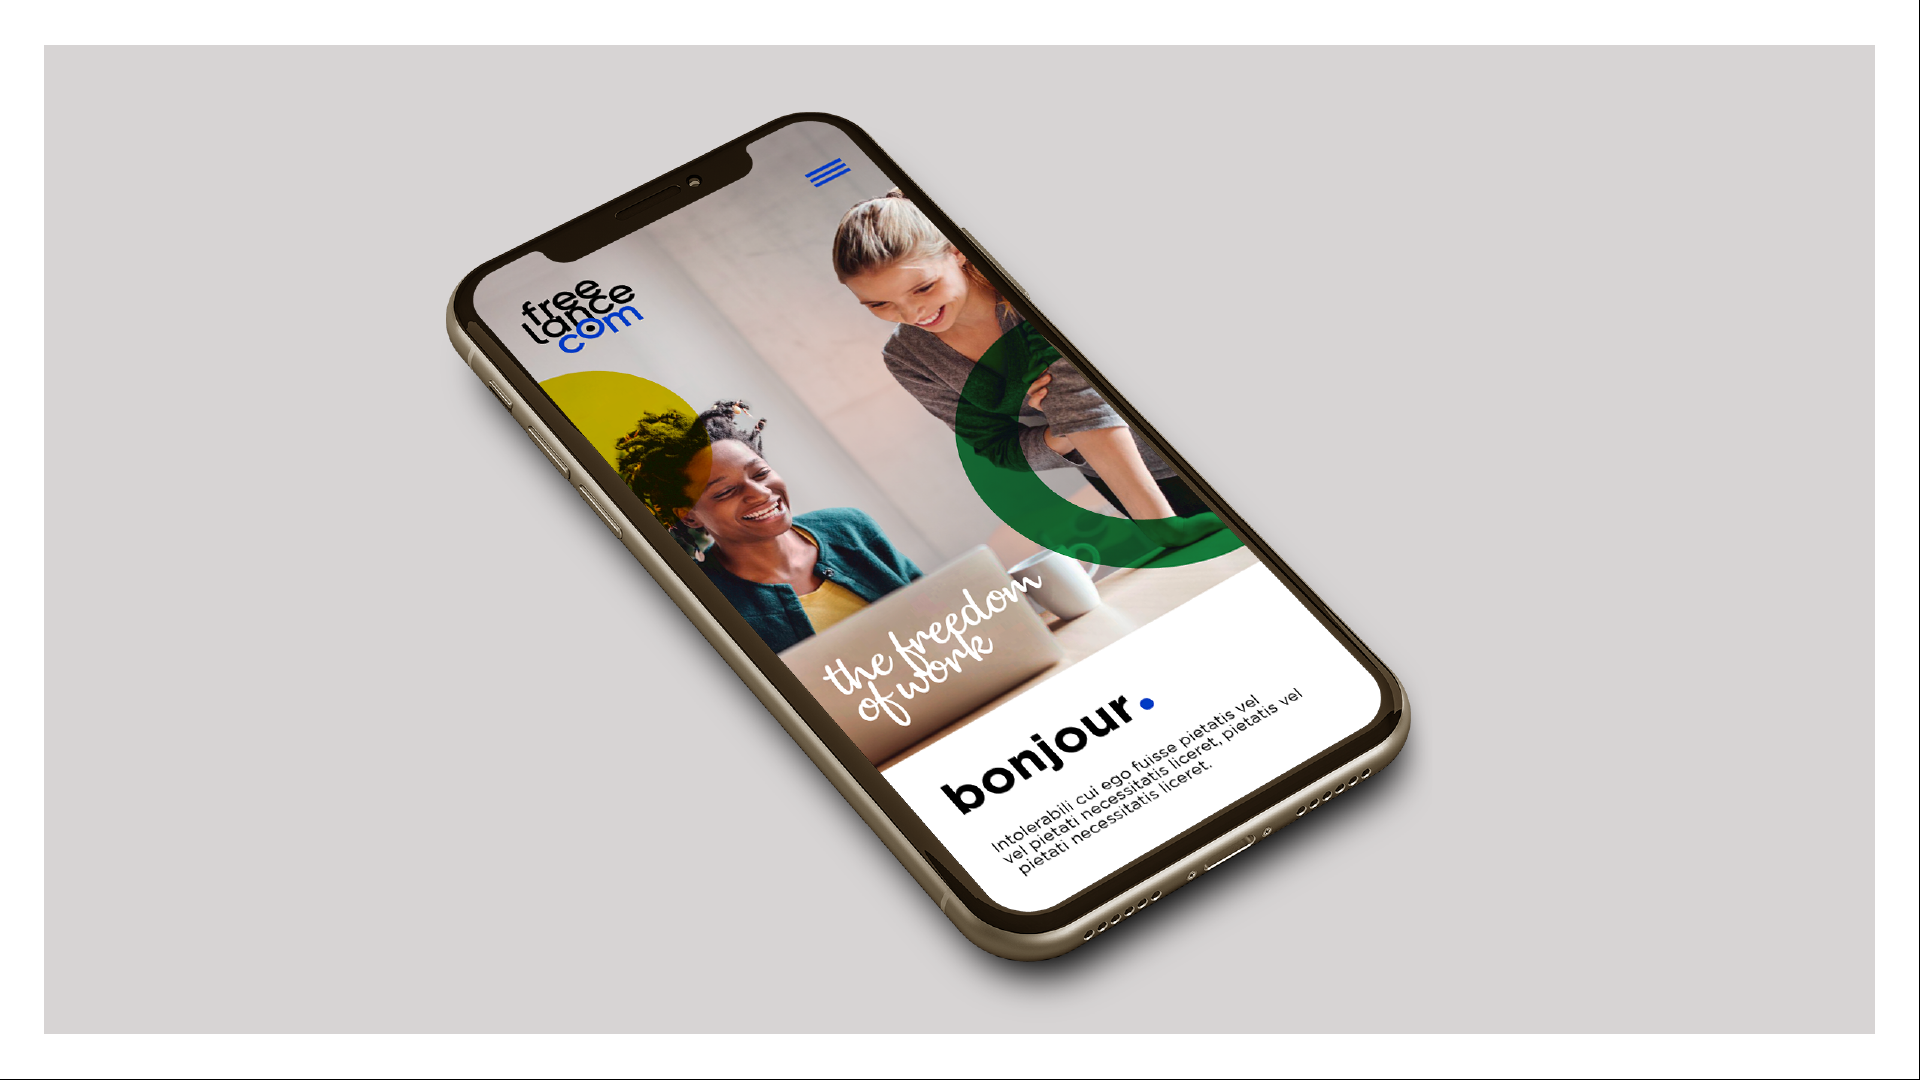 free
lance
com
the freedom
of work
bonjour.
Intolerabili cui ego fuisse pietatis vel
vel pietati necessitatis liceret, pietatis vel
pietati necessitatis liceret.